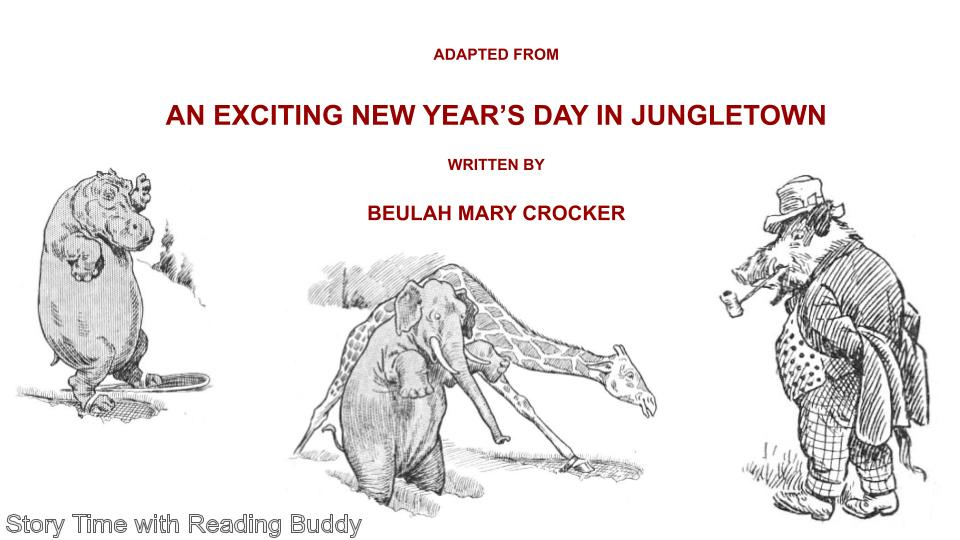 ADAPTED FROM
AN EXCITING NEW YEAR’S DAY IN JUNGLETOWN
WRITTEN BY
BEULAH MARY CROCKER
Story Time with Reading Buddy